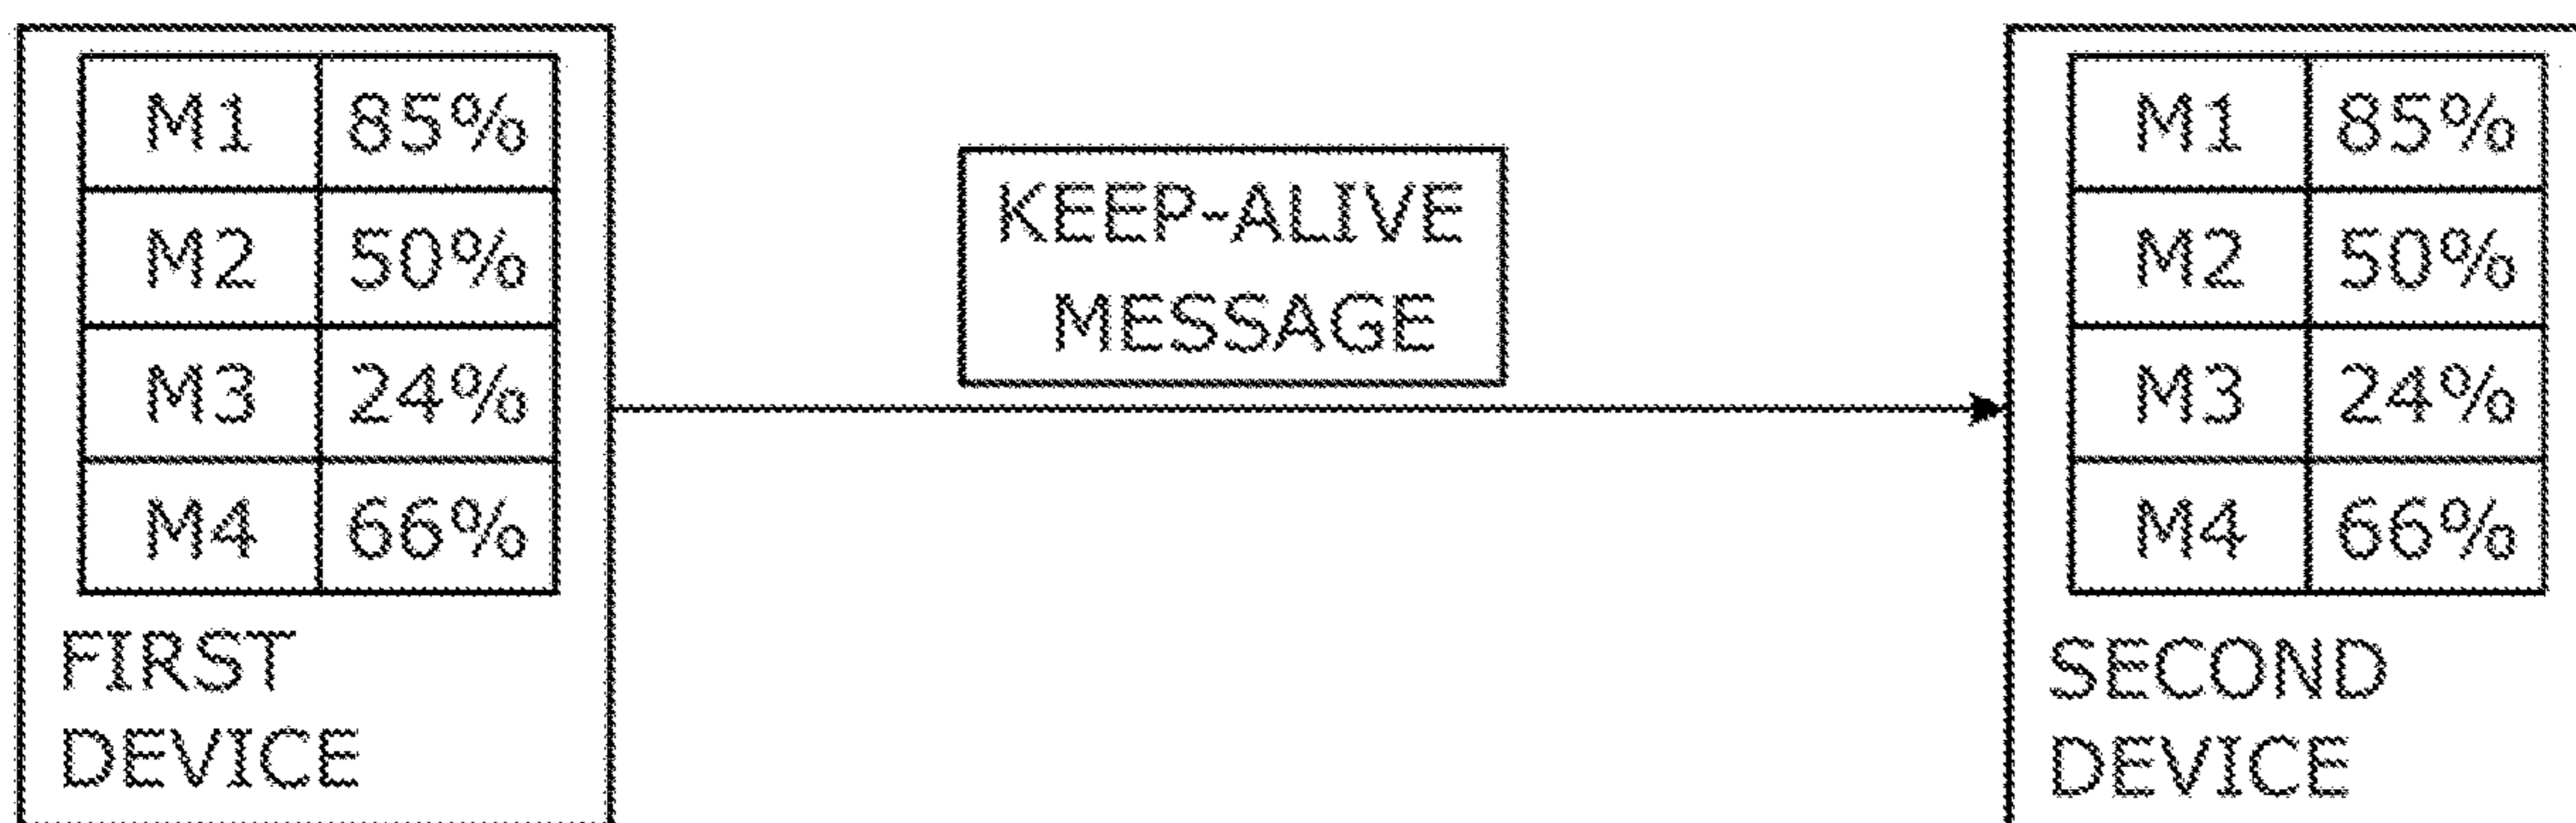 M1 85%
M2 50%
M3 24%
M4 66%
FIRST
DEVICE
KEEP-ALIVE
MESSAGE
M1 85%
M2 50%
M3 24%
M4 66%
SECOND
DEVICE